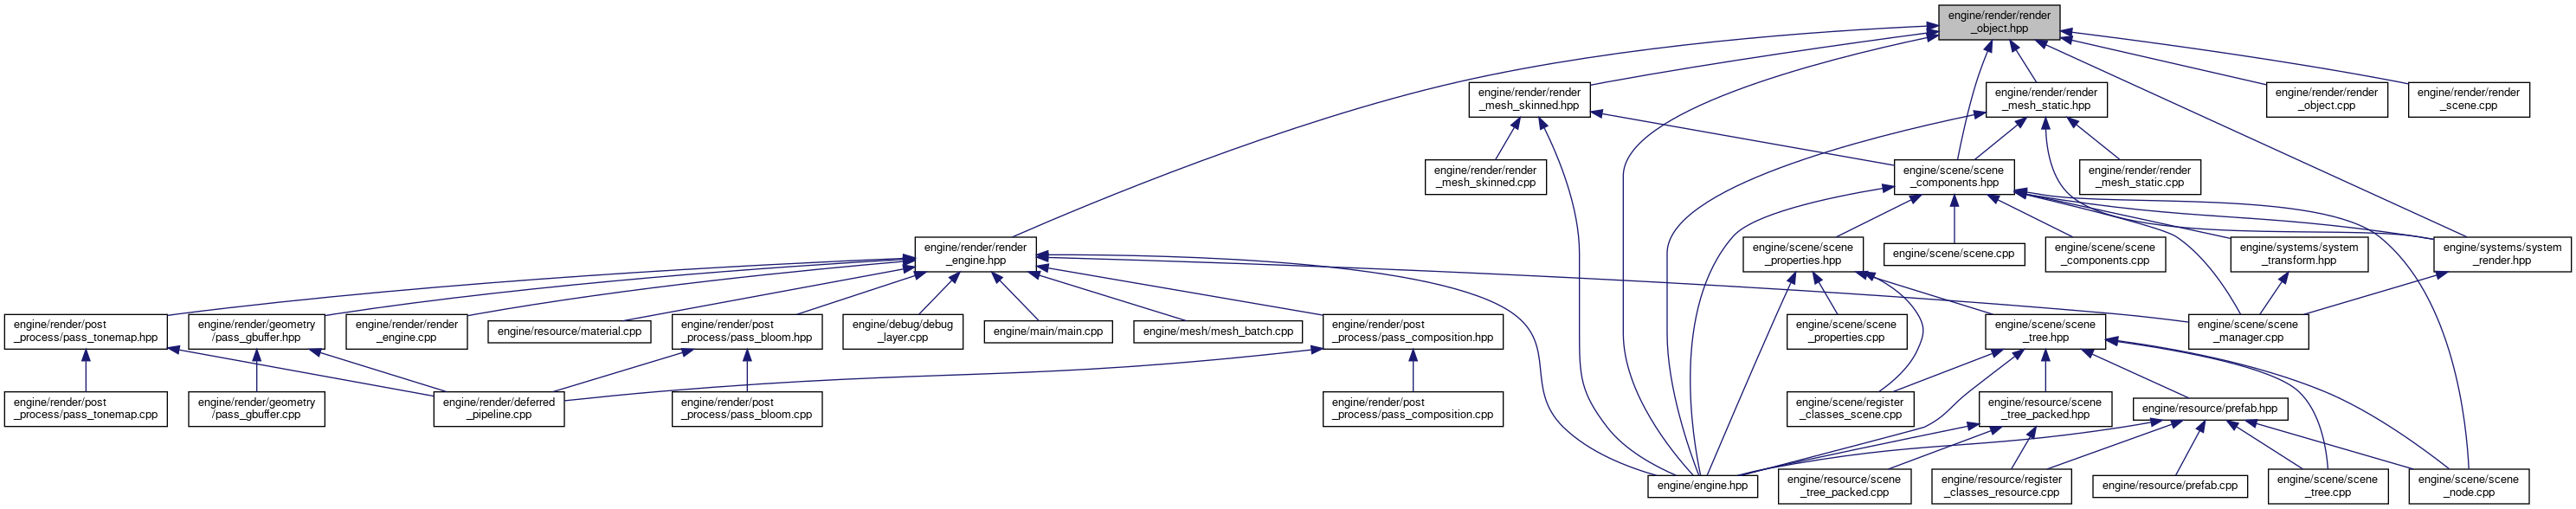 engine/render/render
_object.hpp
engine/render/render
_mesh_skinned.hpp
engine/render/render
_mesh_static.hpp
engine/render/render
_object.cpp
engine/render/render
_scene.cpp
engine/render/render
_mesh_skinned.cpp
engine/scene/scene
_components.hpp
engine/render/render
_mesh_static.cpp
engine/render/render
_engine.hpp
engine/scene/scene
_properties.hpp
engine/scene/scene.cpp
engine/scene/scene
_components.cpp
engine/systems/system
_transform.hpp
engine/systems/system
_render.hpp
engine/render/post
_process/pass_tonemap.hpp
engine/render/geometry
/pass_gbuffer.hpp
engine/render/render
_engine.cpp
engine/resource/material.cpp
engine/render/post
_process/pass_bloom.hpp
engine/debug/debug
_layer.cpp
engine/main/main.cpp
engine/mesh/mesh_batch.cpp
engine/render/post
_process/pass_composition.hpp
engine/scene/scene
_properties.cpp
engine/scene/scene
_tree.hpp
engine/scene/scene
_manager.cpp
engine/render/post
_process/pass_tonemap.cpp
engine/render/geometry
/pass_gbuffer.cpp
engine/render/deferred
_pipeline.cpp
engine/render/post
_process/pass_bloom.cpp
engine/render/post
_process/pass_composition.cpp
engine/scene/register
_classes_scene.cpp
engine/resource/scene
_tree_packed.hpp
engine/resource/prefab.hpp
engine/engine.hpp
engine/resource/scene
_tree_packed.cpp
engine/resource/register
_classes_resource.cpp
engine/resource/prefab.cpp
engine/scene/scene
_tree.cpp
engine/scene/scene
_node.cpp